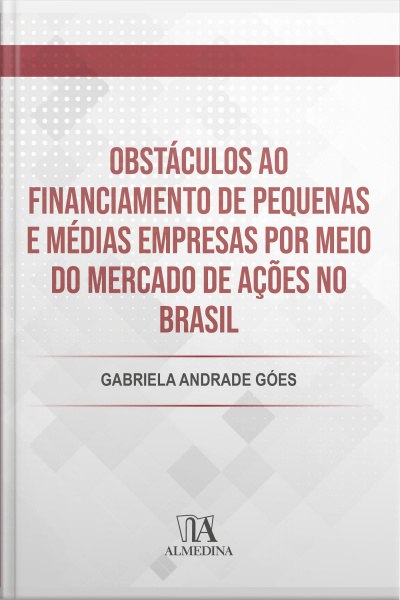 OBSTÁCULOS AO
FINANCIAMENTO DE PEQUENAS
E MÉDIAS EMPRESAS POR MEIO
DO MERCADO DE AÇÕES NO
BRASIL
GABRIELA ANDRADE GÓES
ALMEDINA